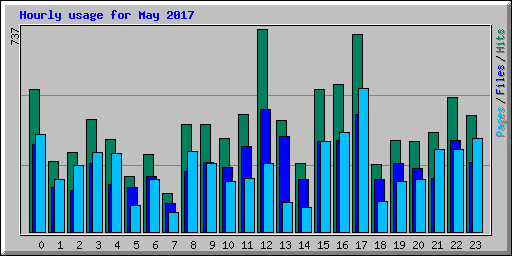 Hourly usage for May 2017
737
Pages / Files / Hits
0 1 2 3 4 5 6 7 8 9 10 11 12 13 14 15 16 17 18 19 20 21 22 23